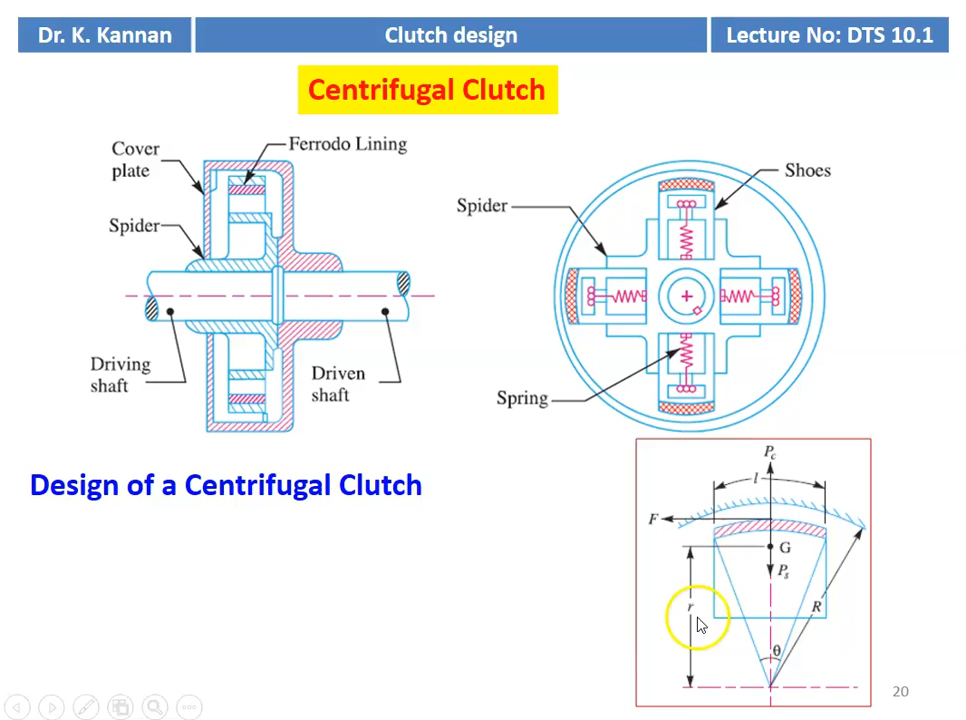 Dr. K. Kannan
Clutch design
Lecture No: DTS 10.1
Centrifugal Clutch
Cover
plate
Ferrodo Lining
Spider
Driving
shaft
Driven
shaft
Spider
Shoes
Spring
Design of a Centrifugal Clutch
Pc
l
F
G
Ps
r
R
θ
20